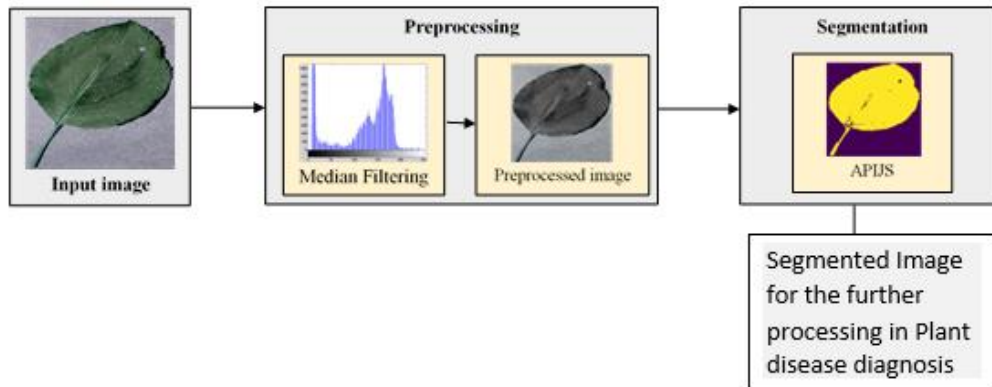 Input image
Preprocessing
Median Filtering
Preprocessed image
Segmentation
APIJS
Segmented Image
for the further
processing in Plant
disease diagnosis